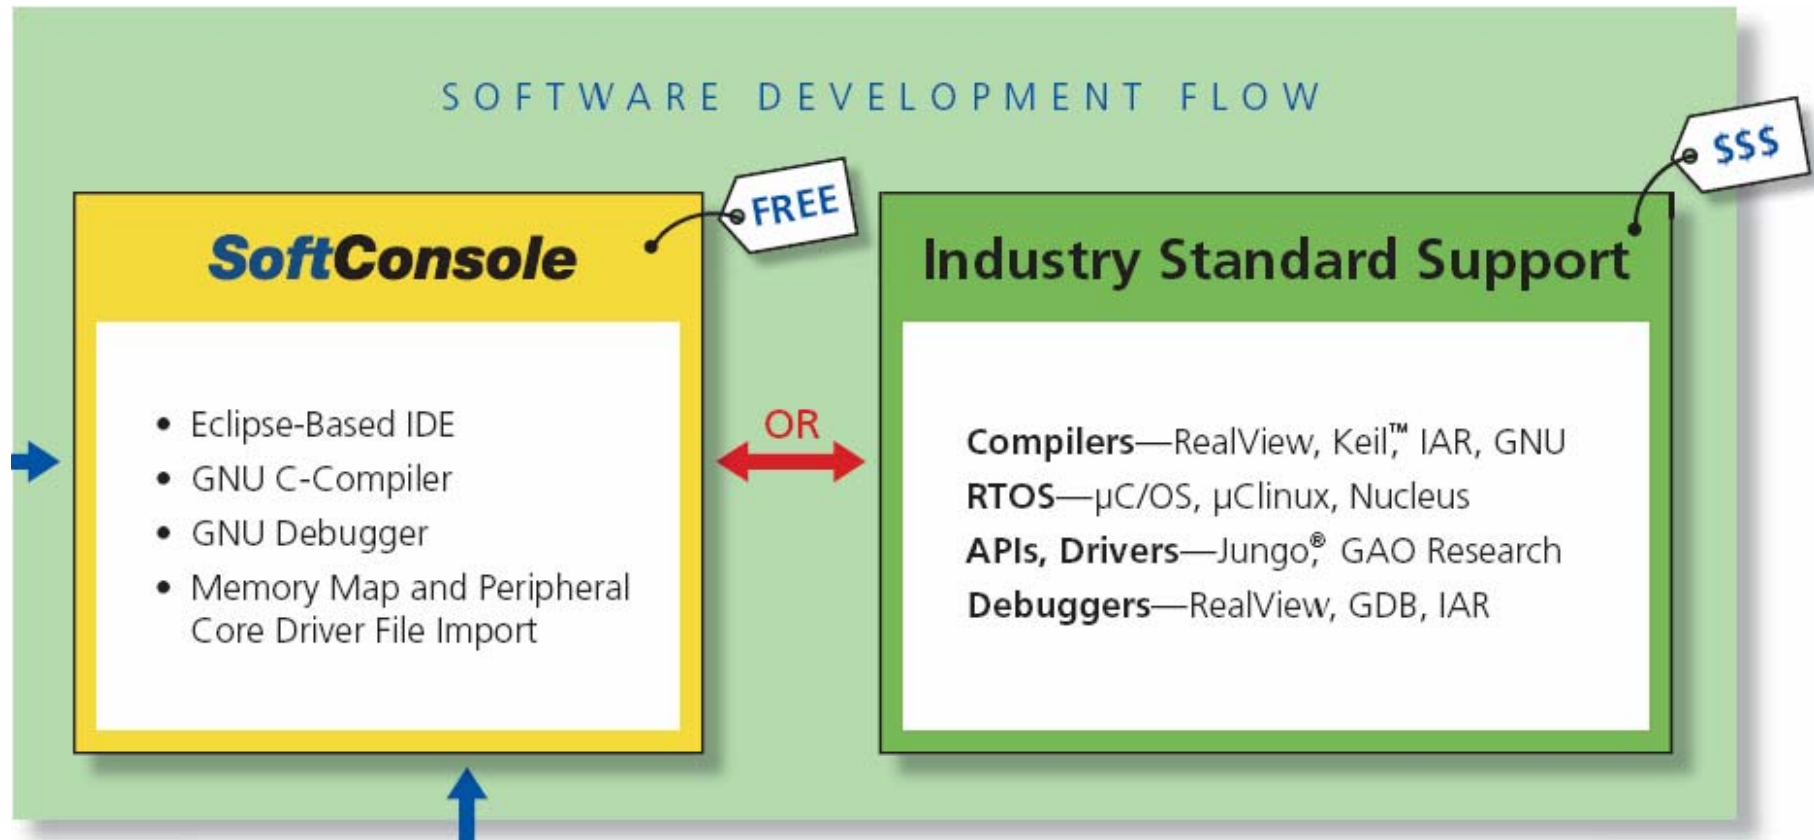 SOFTWARE DEVELOPMENT FLOW
$$$
FREE
SoftConsole
• Eclipse-Based IDE
• GNU C-Compiler
• GNU Debugger
• Memory Map and Peripheral
Core Driver File Import
OR
Industry Standard Support
Compilers—RealView, Keil,™ IAR, GNU
RTOS—µC/OS, µClinux, Nucleus
APIs, Drivers—Jungo,® GAO Research
Debuggers—RealView, GDB, IAR